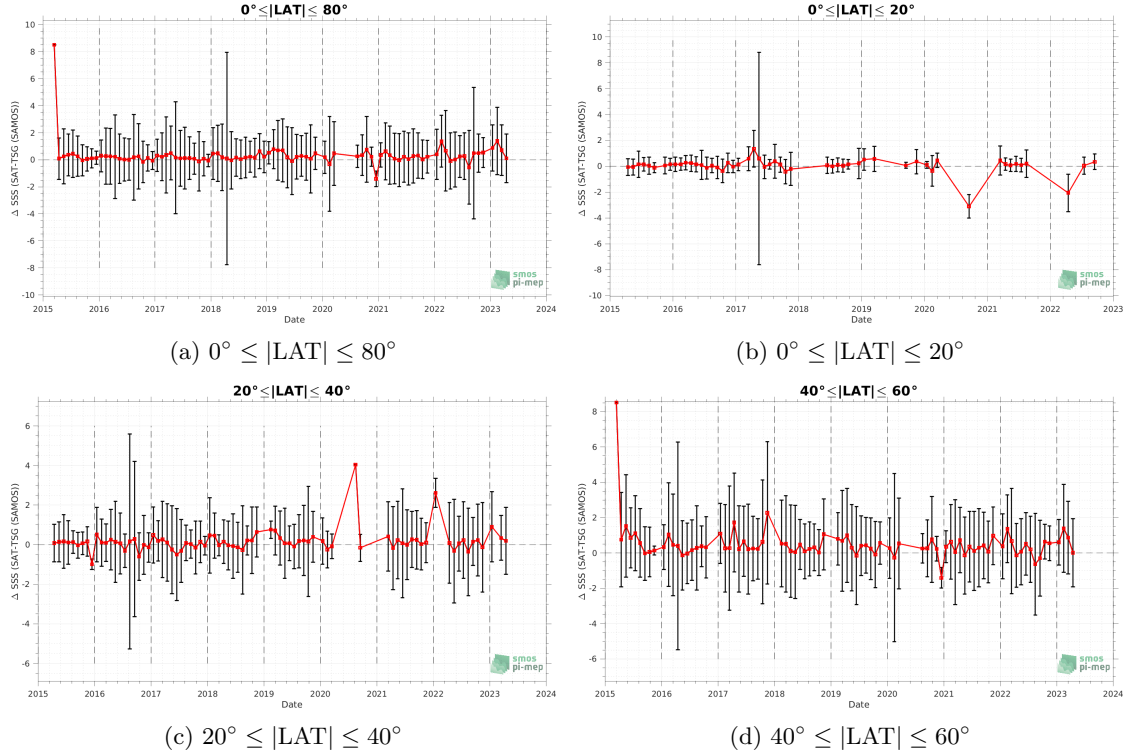 0°≤|LAT|≤ 80°
Δ SSS (SAT-TSG (SAMOS))
10
8
6
4
2
0
-2
-4
-6
-8
-10
2015 2016 2017 2018 2019 2020 2021 2022 2023 2024
Date
smos
pi-mep
(a) 0° ≤ |LAT| ≤ 80°
0°≤|LAT|≤ 20°
Δ SSS (SAT-TSG (SAMOS))
10
8
6
4
2
0
-2
-4
-6
-8
-10
2015 2016 2017 2018 2019 2020 2021 2022 2023
Date
smos
pi-mep
(b) 0° ≤ |LAT| ≤ 20°
20°≤|LAT|≤ 40°
Δ SSS (SAT-TSG (SAMOS))
6
4
2
0
-2
-4
-6
2015 2016 2017 2018 2019 2020 2021 2022 2023 2024
Date
smos
pi-mep
(c) 20° ≤ |LAT| ≤ 40°
40°≤|LAT|≤ 60°
Δ SSS (SAT-TSG (SAMOS))
8
6
4
2
0
-2
-4
-6
2015 2016 2017 2018 2019 2020 2021 2022 2023 2024
Date
smos
pi-mep
(d) 40° ≤ |LAT| ≤ 60°